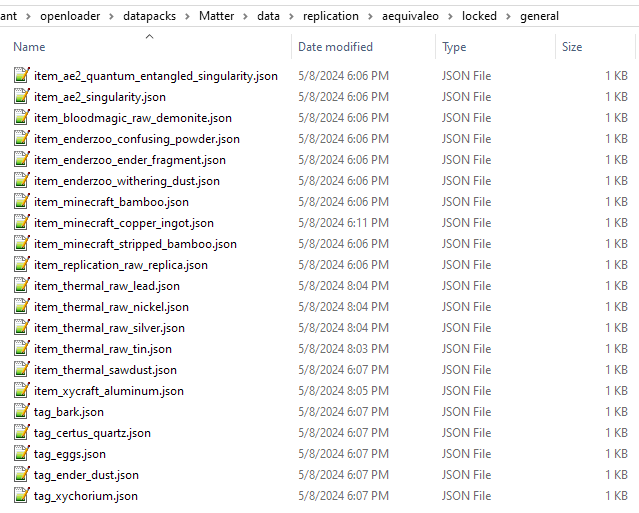 ant > openloader > datapacks > Matter > data > replication > aequivaleo > locked > general
Name Date modified Type Size
item_ae2_quantum_entangled_singularity.json 5/8/2024 6:06 PM JSON File 1 KB
item_ae2_singularity.json 5/8/2024 6:06 PM JSON File 1 KB
item_bloodmagic_raw_demonite.json 5/8/2024 6:06 PM JSON File 1 KB
item_enderzoo_confusing_powder.json 5/8/2024 6:06 PM JSON File 1 KB
item_enderzoo_ender_fragment.json 5/8/2024 6:06 PM JSON File 1 KB
item_enderzoo_withering_dust.json 5/8/2024 6:06 PM JSON File 1 KB
item_minecraft_bamboo.json 5/8/2024 6:06 PM JSON File 1 KB
item_minecraft_copper_ingot.json 5/8/2024 6:11 PM JSON File 1 KB
item_minecraft_stripped_bamboo.json 5/8/2024 6:06 PM JSON File 1 KB
item_replication_raw_replica.json 5/8/2024 6:06 PM JSON File 1 KB
item_thermal_raw_lead.json 5/8/2024 8:04 PM JSON File 1 KB
item_thermal_raw_nickel.json 5/8/2024 8:04 PM JSON File 1 KB
item_thermal_raw_silver.json 5/8/2024 8:04 PM JSON File 1 KB
item_thermal_raw_tin.json 5/8/2024 8:03 PM JSON File 1 KB
item_thermal_sawdust.json 5/8/2024 6:07 PM JSON File 1 KB
item_xycraft_aluminum.json 5/8/2024 8:05 PM JSON File 1 KB
tag_bark.json 5/8/2024 6:07 PM JSON File 1 KB
tag_certus_quartz.json 5/8/2024 6:07 PM JSON File 1 KB
tag_eggs.json 5/8/2024 6:07 PM JSON File 1 KB
tag_ender_dust.json 5/8/2024 6:07 PM JSON File 1 KB
tag_xychorium.json 5/8/2024 6:07 PM JSON File 1 KB